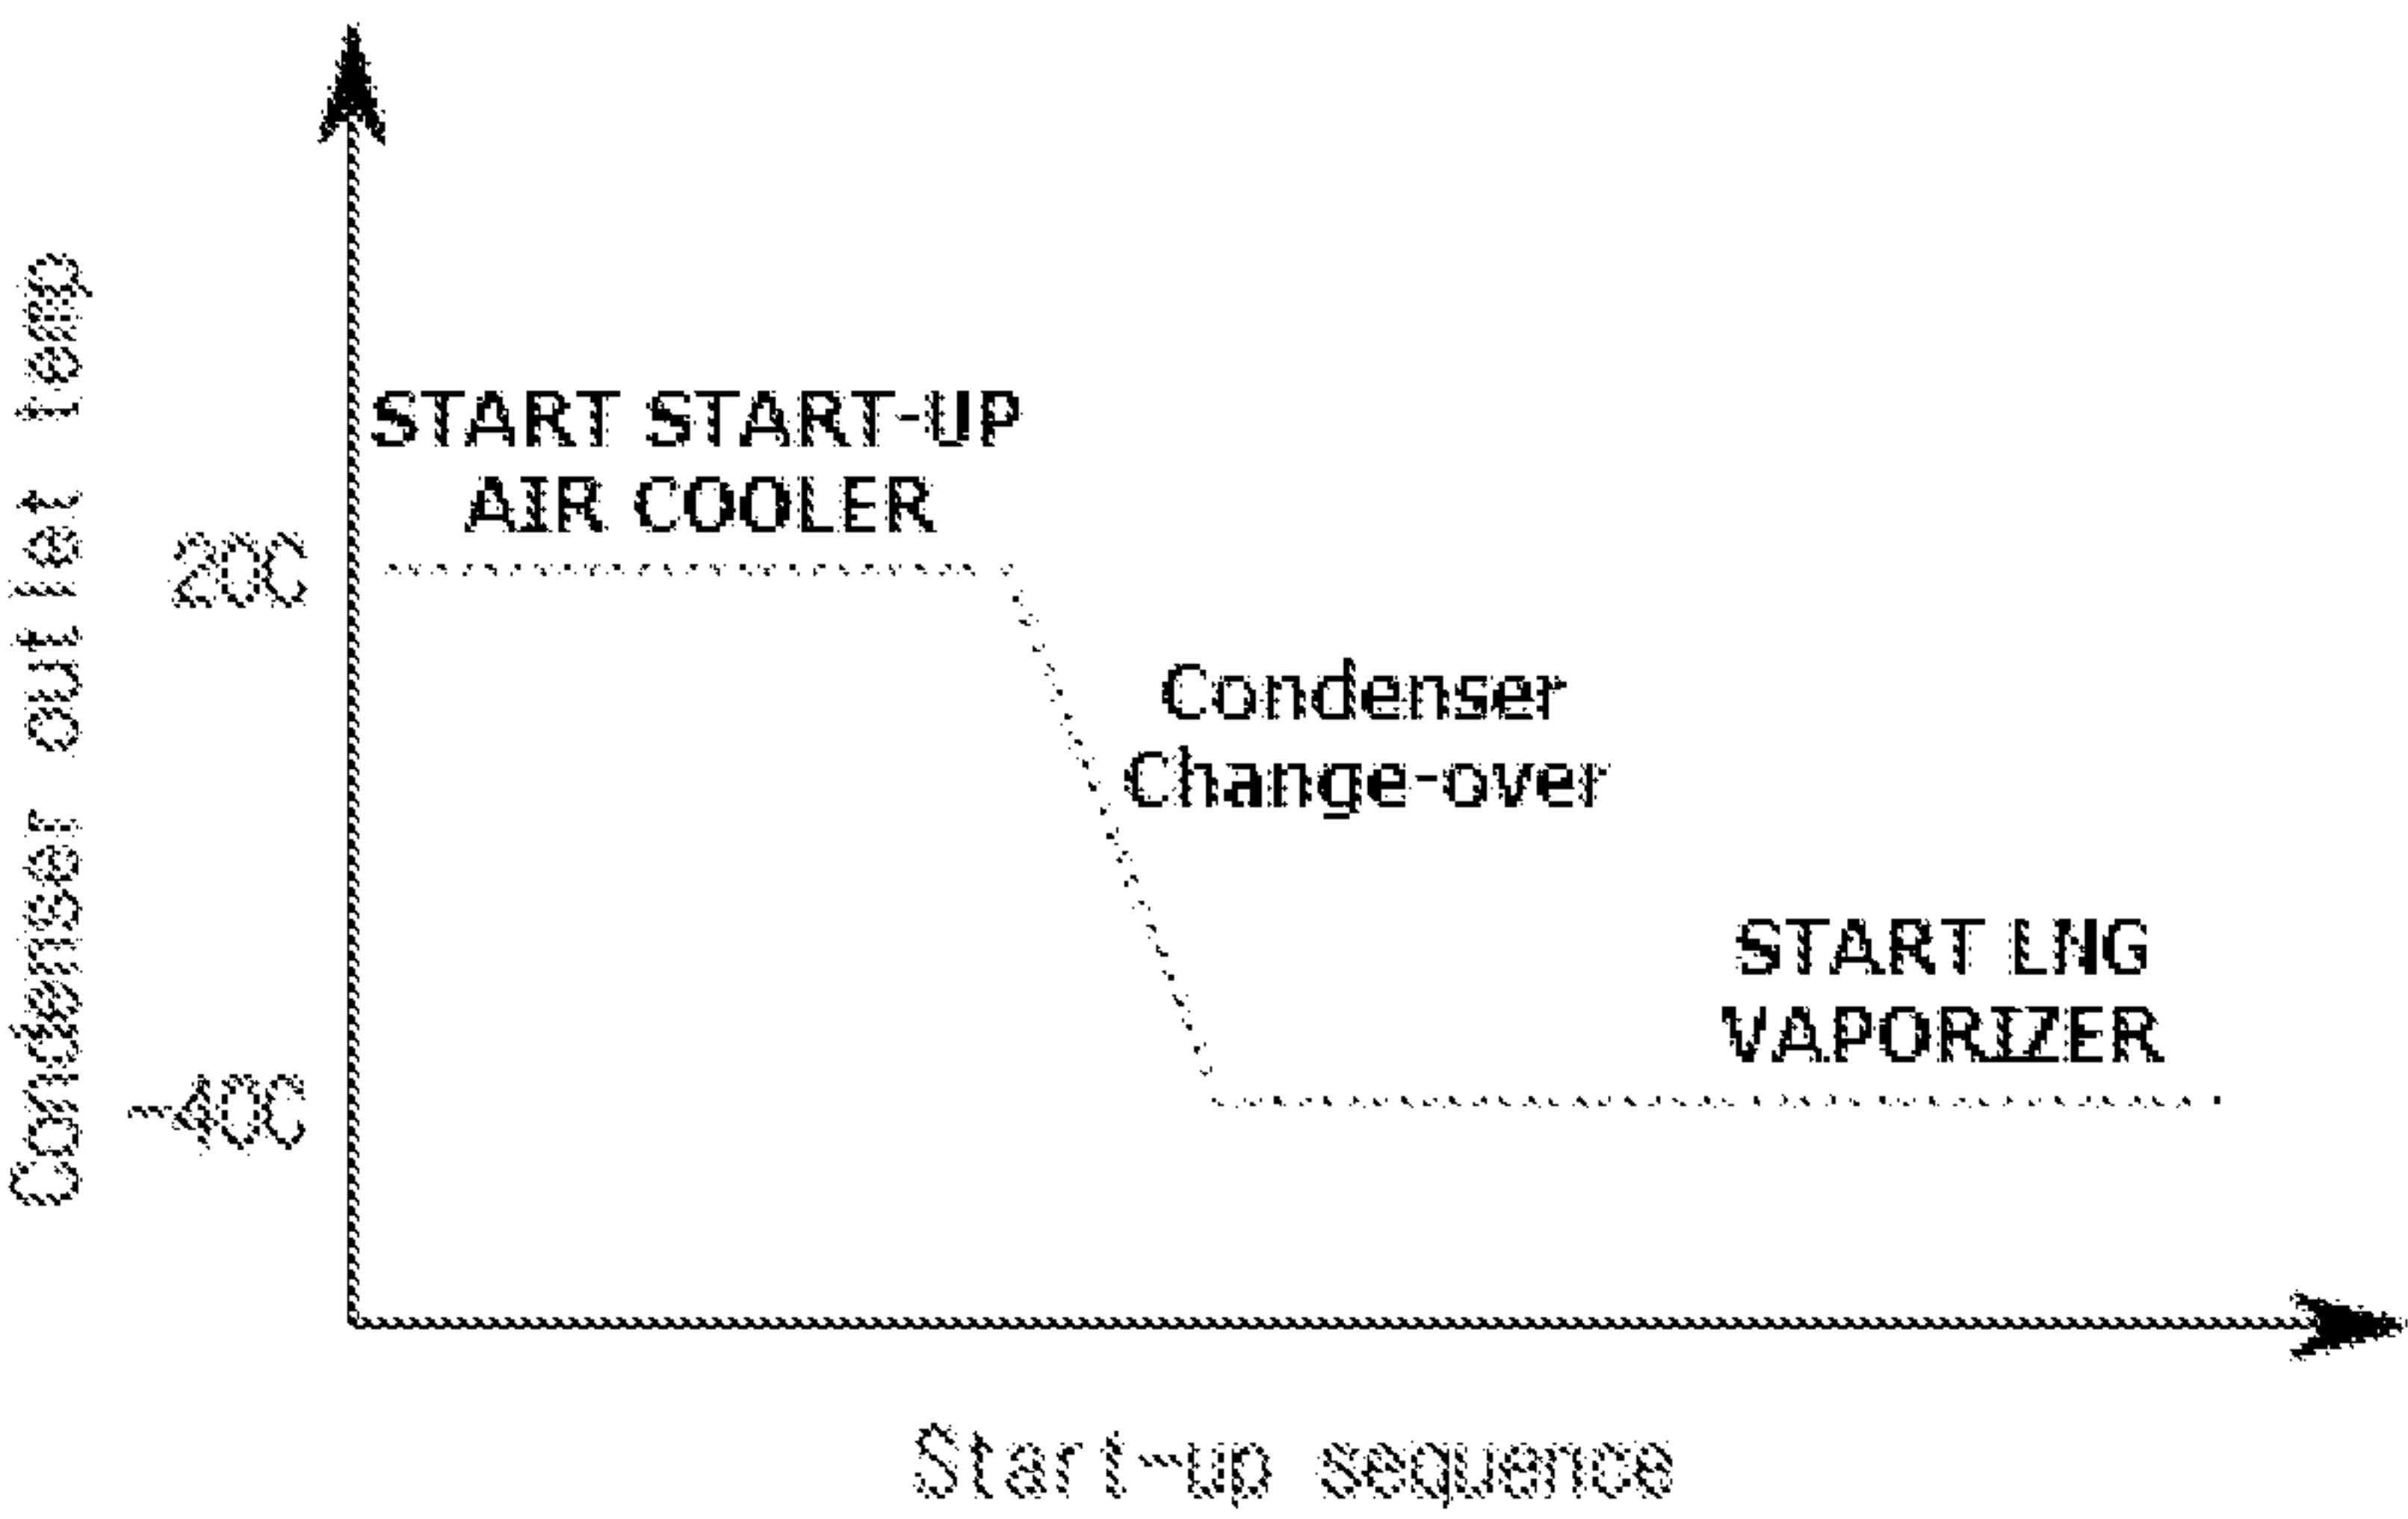 Condenser outlet temp
START START-UP
AIR COOLER
20C
Condenser
Change-over
START LNG
VAPORIZER
-40C
Start-up sequence